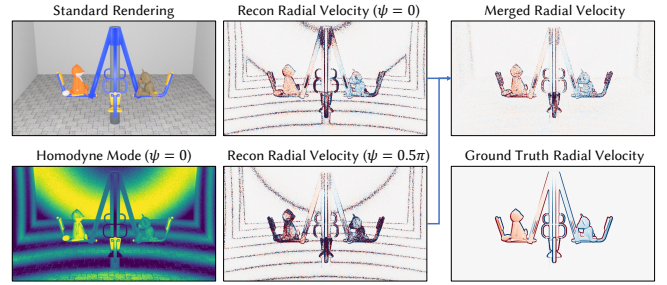 Standard Rendering
Recon Radial Velocity (ψ = 0)
Merged Radial Velocity
Homodyne Mode (ψ = 0)
Recon Radial Velocity (ψ = 0.5π)
Ground Truth Radial Velocity